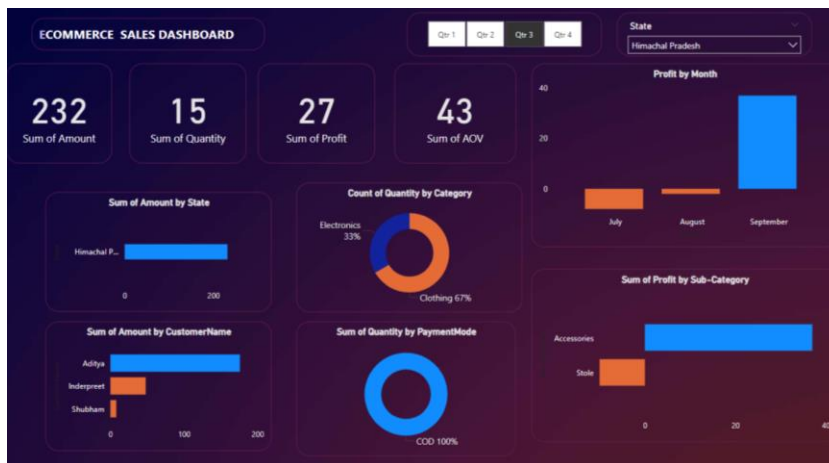 ECOMMERCE SALES DASHBOARD
Qtr 1 Qtr 2 Qtr 3 Qtr 4
State
Himachal Pradesh
232
Sum of Amount
15
Sum of Quantity
27
Sum of Profit
43
Sum of AOV
Profit by Month
40
20
0
July August September
Sum of Amount by State
Himachal P...
0 200
Count of Quantity by Category
Electronics
33%
Clothing 67%
Sum of Profit by Sub-Category
Accessories
Stole
0 20 40
Sum of Amount by CustomerName
Aditya
Inderpreet
Shubham
0 100 200
Sum of Quantity by PaymentMode
COD 100%